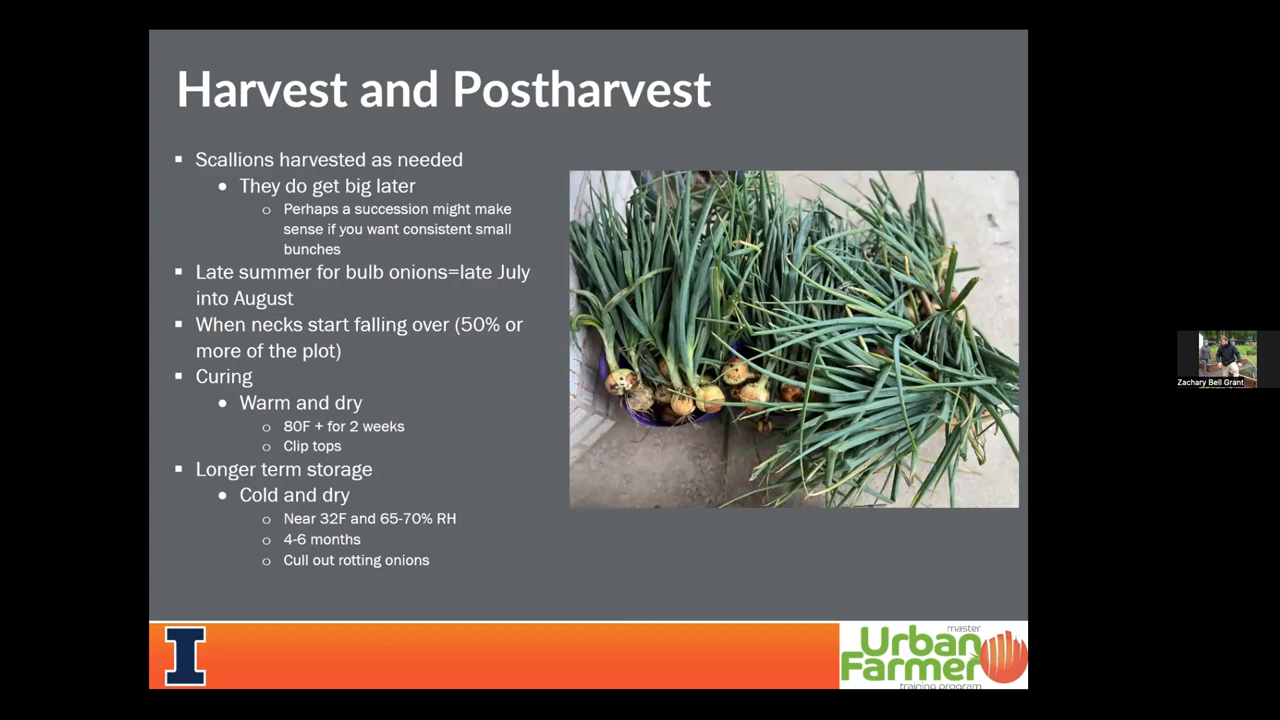 Harvest and Postharvest
▪ Scallions harvested as needed
• They do get big later
o Perhaps a succession might make
sense if you want consistent small
bunches
▪ Late summer for bulb onions=late July
into August
▪ When necks start falling over (50% or
more of the plot)
▪ Curing
• Warm and dry
o 80F + for 2 weeks
o Clip tops
▪ Longer term storage
• Cold and dry
o Near 32F and 65-70% RH
o 4-6 months
o Cull out rotting onions
Zachary Bell Grant
I
master
Urban
Farmer
training program